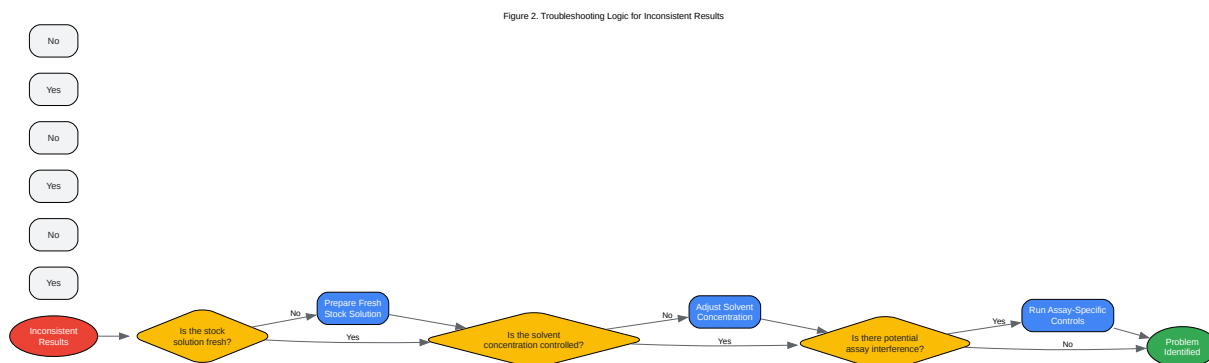 Figure 2. Troubleshooting Logic for Inconsistent Results
No
Yes
No
Yes
No
Yes
Inconsistent
Results
Is the stock
solution fresh?
No
Yes
Prepare Fresh
Stock Solution
Is the solvent
concentration controlled?
No
Yes
Adjust Solvent
Concentration
Is there potential
assay interference?
Yes
No
Run Assay-Specific
Controls
Problem
Identified